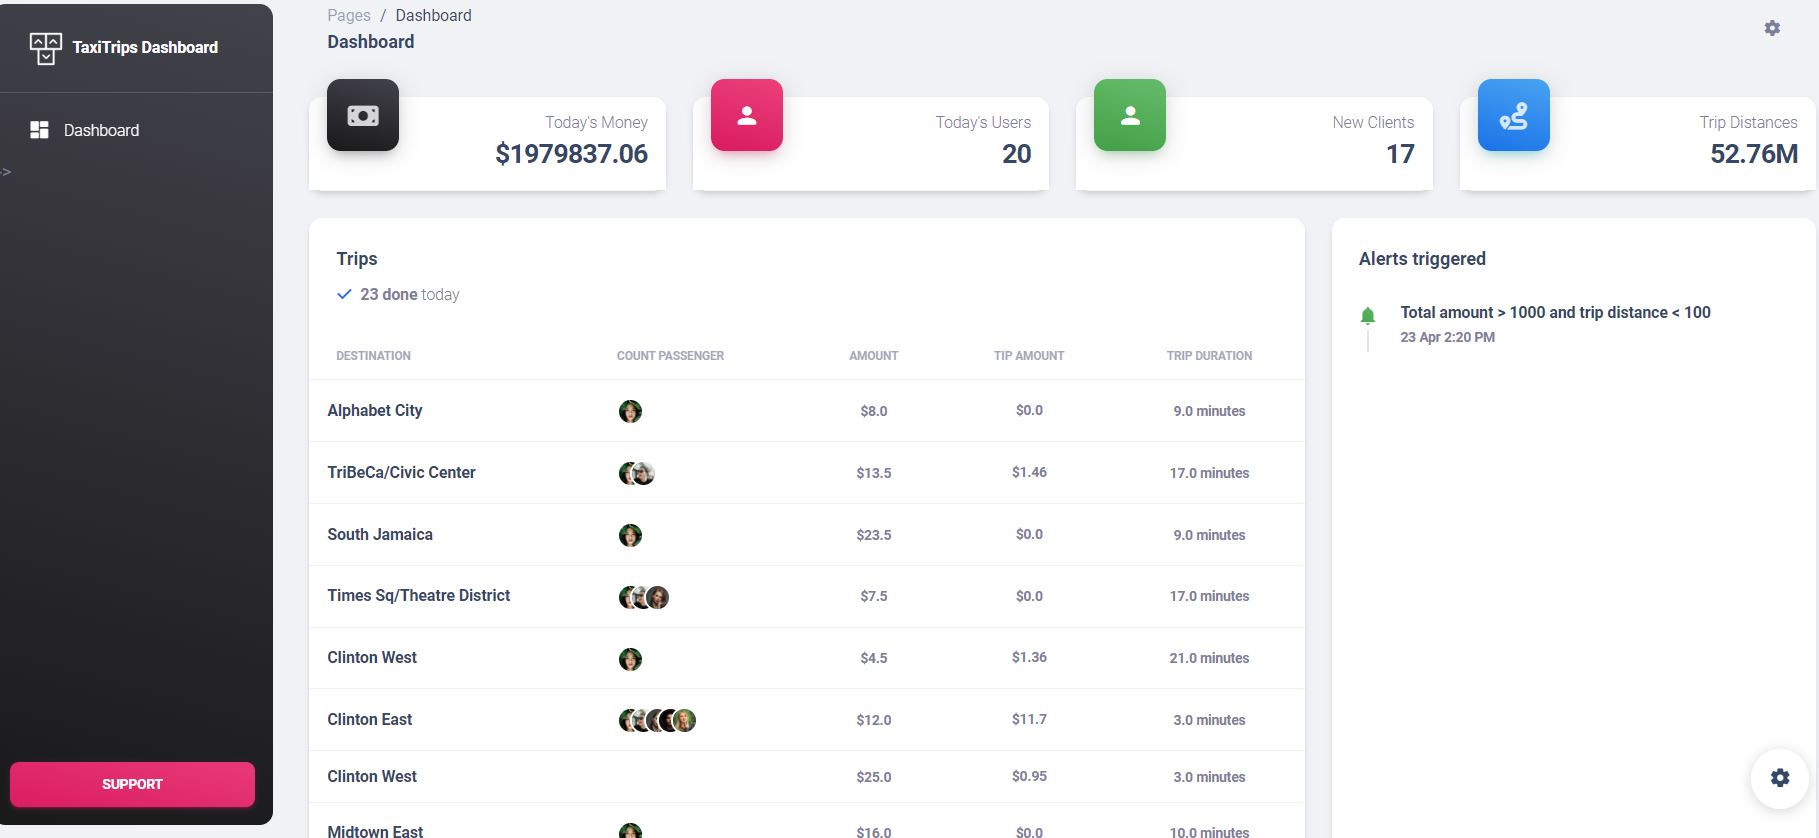 TaxiTrips Dashboard
Dashboard
->
SUPPORT
Pages / Dashboard
Dashboard
Today's Money
$1979837.06
Today's Users
20
New Clients
17
Trip Distances
52.76M
Trips
23 done today
DESTINATION COUNT PASSENGER AMOUNT TIP AMOUNT TRIP DURATION
Alphabet City $8.0 $0.0 9.0 minutes
TriBeCa/Civic Center $13.5 $1.46 17.0 minutes
South Jamaica $23.5 $0.0 9.0 minutes
Times Sq/Theatre District $7.5 $0.0 17.0 minutes
Clinton West $4.5 $1.36 21.0 minutes
Clinton East $12.0 $11.7 3.0 minutes
Clinton West $25.0 $0.95 3.0 minutes
Midtown East $16.0 $0.0 10.0 minutes
Alerts triggered
Total amount > 1000 and trip distance < 100
23 Apr 2:20 PM